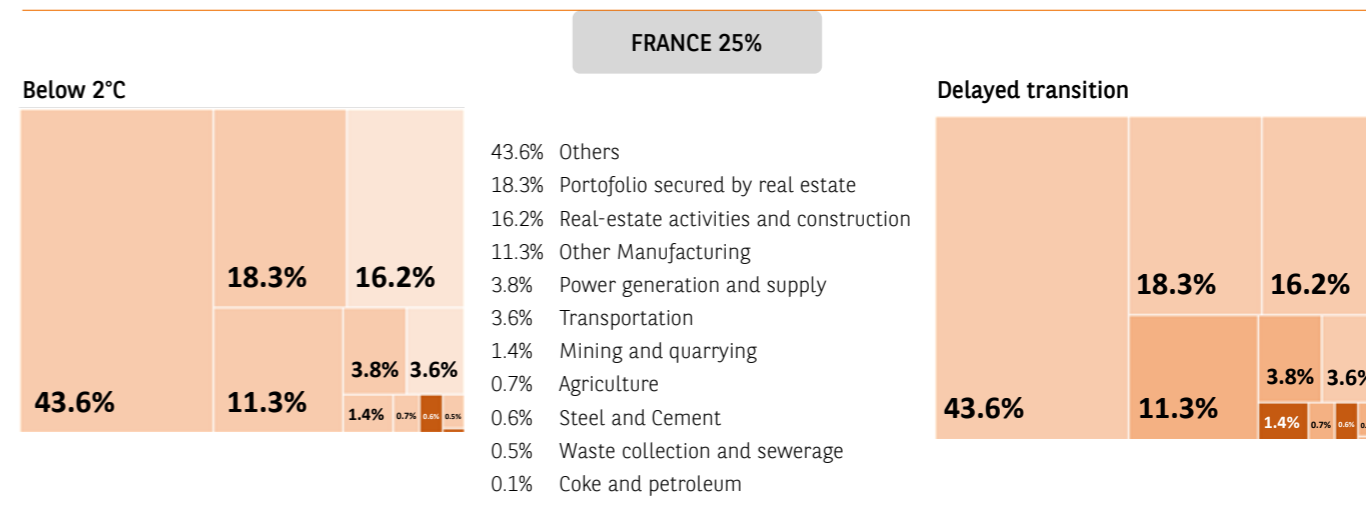 FRANCE 25%
Below 2°C
18.3% 16.2%
3.8% 3.6%
43.6% 11.3% 1.4% 0.7% 0.6% 0.5%
43.6% Others
18.3% Portofolio secured by real estate
16.2% Real-estate activities and construction
11.3% Other Manufacturing
3.8% Power generation and supply
3.6% Transportation
1.4% Mining and quarrying
0.7% Agriculture
0.6% Steel and Cement
0.5% Waste collection and sewerage
0.1% Coke and petroleum
Delayed transition
18.3% 16.2%
3.8% 3.6%
43.6% 11.3% 1.4% 0.7% 0.6%